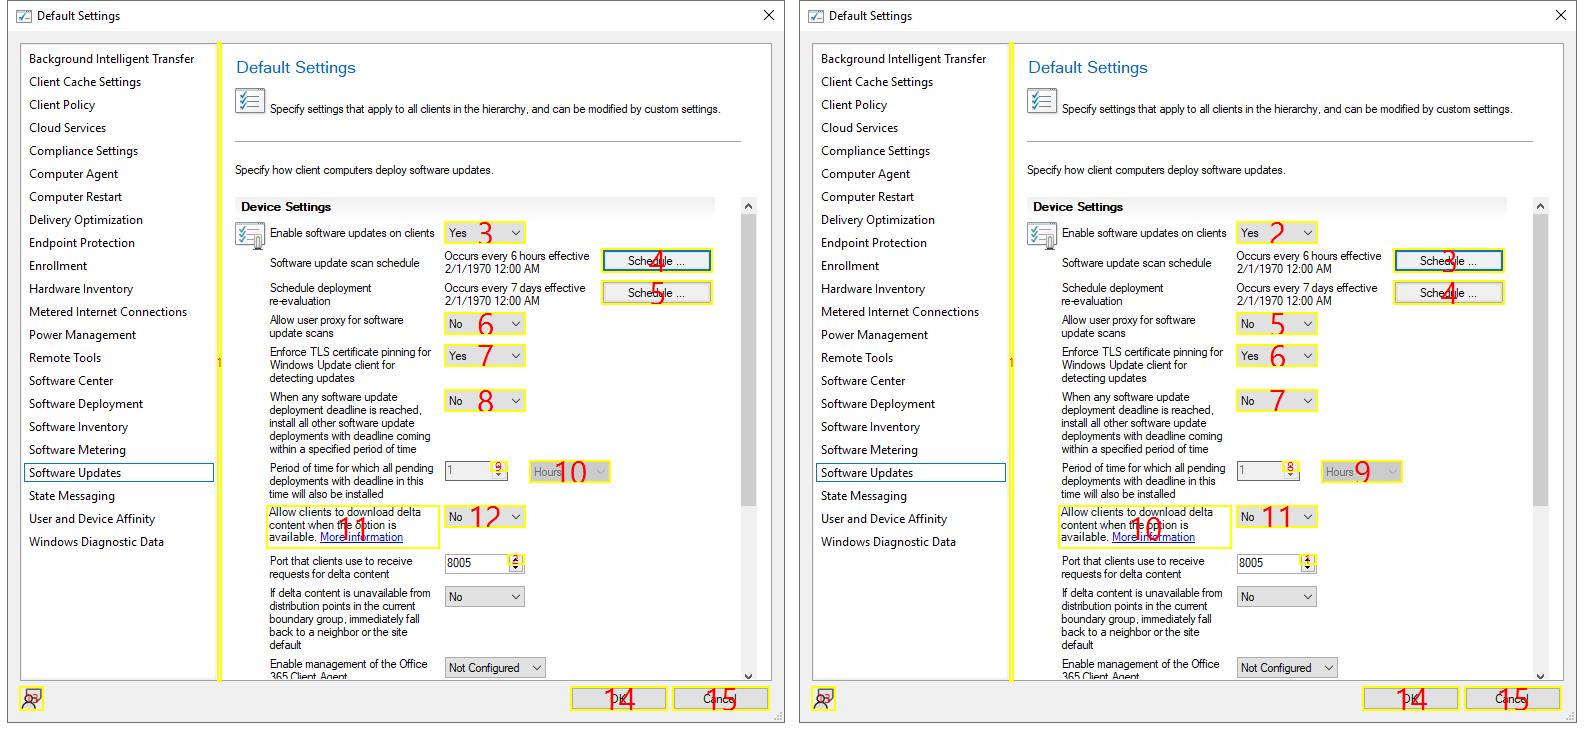 Default Settings
Background Intelligent Transfer
Client Cache Settings
Client Policy
Cloud Services
Compliance Settings
Computer Agent
Computer Restart
Delivery Optimization
Endpoint Protection
Enrollment
Hardware Inventory
Metered Internet Connections
Power Management
Remote Tools
Software Center
Software Deployment
Software Inventory
Software Metering
Software Updates
State Messaging
User and Device Affinity
Windows Diagnostic Data
1
Default Settings
Specify settings that apply to all clients in the hierarchy, and can be modified by custom settings.
Specify how client computers deploy software updates.
Device Settings
Enable software updates on clients
Yes 3
Software update scan schedule
Occurs every 6 hours effective
2/1/1970 12:00 AM
Schedule ... 4
Schedule deployment
re-evaluation
Occurs every 7 days effective
2/1/1970 12:00 AM
Schedule ... 5
Allow user proxy for software
update scans
No 6
Enforce TLS certificate pinning for
Windows Update client for
detecting updates
Yes 7
When any software update
deployment deadline is reached,
install all other software update
deployments with deadline coming
within a specified period of time
No 8
Period of time for which all pending
deployments with deadline in this
time will also be installed
1 9
Hours 10
Allow clients to download delta
content when the option is
available. More information
11
No 12
Port that clients use to receive
requests for delta content
8005
If delta content is unavailable from
distribution points in the current
boundary group, immediately fall
back to a neighbor or the site
default
No
Enable management of the Office
365 Client Agent
Not Configured
13
OK 14
Cancel 15
Default Settings
Background Intelligent Transfer
Client Cache Settings
Client Policy
Cloud Services
Compliance Settings
Computer Agent
Computer Restart
Delivery Optimization
Endpoint Protection
Enrollment
Hardware Inventory
Metered Internet Connections
Power Management
Remote Tools
Software Center
Software Deployment
Software Inventory
Software Metering
Software Updates
State Messaging
User and Device Affinity
Windows Diagnostic Data
1
Default Settings
Specify settings that apply to all clients in the hierarchy, and can be modified by custom settings.
Specify how client computers deploy software updates.
Device Settings
Enable software updates on clients
Yes 2
Software update scan schedule
Occurs every 6 hours effective
2/1/1970 12:00 AM
Schedule ... 3
Schedule deployment
re-evaluation
Occurs every 7 days effective
2/1/1970 12:00 AM
Schedule ... 4
Allow user proxy for software
update scans
No 5
Enforce TLS certificate pinning for
Windows Update client for
detecting updates
Yes 6
When any software update
deployment deadline is reached,
install all other software update
deployments with deadline coming
within a specified period of time
No 7
Period of time for which all pending
deployments with deadline in this
time will also be installed
1 8
Hours 9
Allow clients to download delta
content when the option is
available. More information
10
No 11
Port that clients use to receive
requests for delta content
8005
If delta content is unavailable from
distribution points in the current
boundary group, immediately fall
back to a neighbor or the site
default
No
Enable management of the Office
365 Client Agent
Not Configured
13
OK 14
Cancel 15